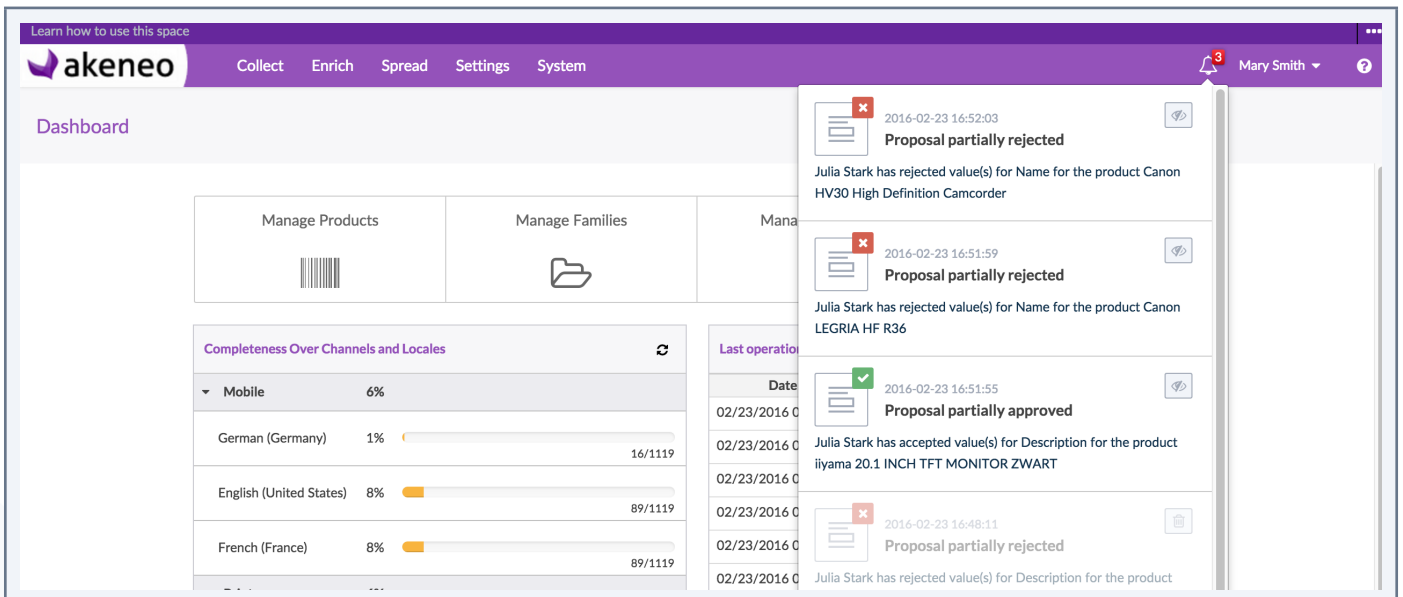 Learn how to use this space
akeneo
Collect Enrich Spread Settings System
3
Mary Smith
?
Dashboard
Manage Products
Manage Families
Mana
Completeness Over Channels and Locales
Mobile 6%
German (Germany) 1%
16/1119
English (United States) 8%
89/1119
French (France) 8%
89/1119
Last operation
Date
02/23/2016 0
02/23/2016 0
02/23/2016 0
02/23/2016 0
02/23/2016 0
02/23/2016 0
2016-02-23 16:52:03
Proposal partially rejected
Julia Stark has rejected value(s) for Name for the product Canon
HV30 High Definition Camcorder
2016-02-23 16:51:59
Proposal partially rejected
Julia Stark has rejected value(s) for Name for the product Canon
LEGRIA HF R36
2016-02-23 16:51:55
Proposal partially approved
Julia Stark has accepted value(s) for Description for the product
iiyama 20.1 INCH TFT MONITOR ZWART
2016-02-23 16:48:11
Proposal partially rejected
Julia Stark has rejected value(s) for Description for the product